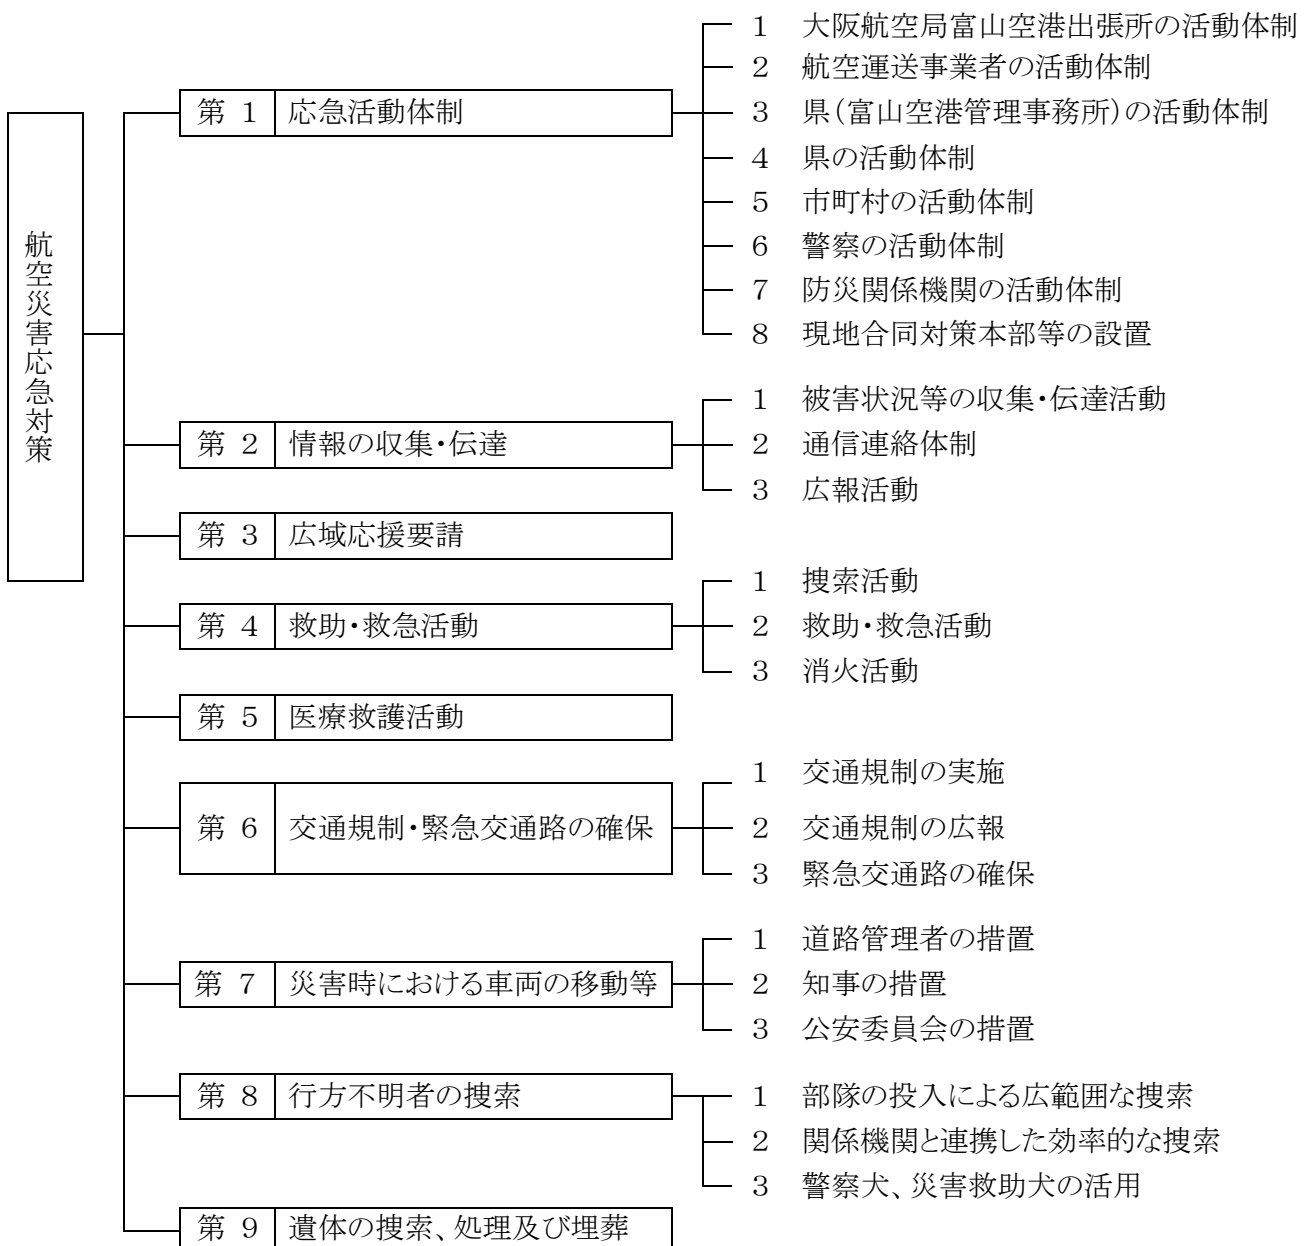 航空災害応急対策
第 1 応急活動体制
1 大阪航空局富山空港出張所の活動体制
2 航空運送事業者の活動体制
3 県(富山空港管理事務所)の活動体制
4 県の活動体制
5 市町村の活動体制
6 警察の活動体制
7 防災関係機関の活動体制
8 現地合同対策本部等の設置
第 2 情報の収集・伝達
1 被害状況等の収集・伝達活動
2 通信連絡体制
3 広報活動
第 3 広域応援要請
第 4 救助・救急活動
1 捜索活動
2 救助・救急活動
3 消火活動
第 5 医療救護活動
第 6 交通規制・緊急交通路の確保
1 交通規制の実施
2 交通規制の広報
3 緊急交通路の確保
第 7 災害時における車両の移動等
1 道路管理者の措置
2 知事の措置
3 公安委員会の措置
第 8 行方不明者の捜索
1 部隊の投入による広範囲な捜索
2 関係機関と連携した効率的な捜索
3 警察犬、災害救助犬の活用
第 9 遺体の捜索、処理及び埋葬